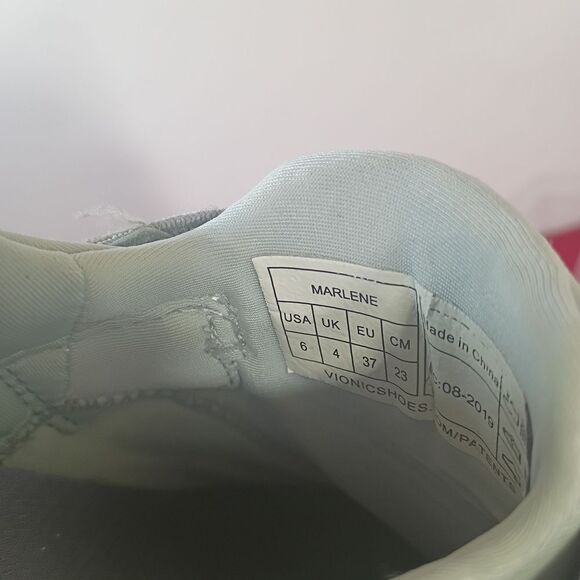 MARLENE
USA UK EU CM
6 4 37 23
VIONICSHOES
ade in China
:08-2019
OM/PATENTS